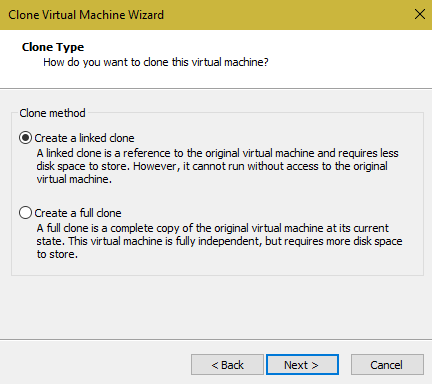 Clone Virtual Machine Wizard
Clone Type
How do you want to clone this virtual machine?
Clone method
Create a linked clone
A linked clone is a reference to the original virtual machine and requires less
disk space to store. However, it cannot run without access to the original
virtual machine.
Create a full clone
A full clone is a complete copy of the original virtual machine at its current
state. This virtual machine is fully independent, but requires more disk space
to store.
< Back Next > Cancel